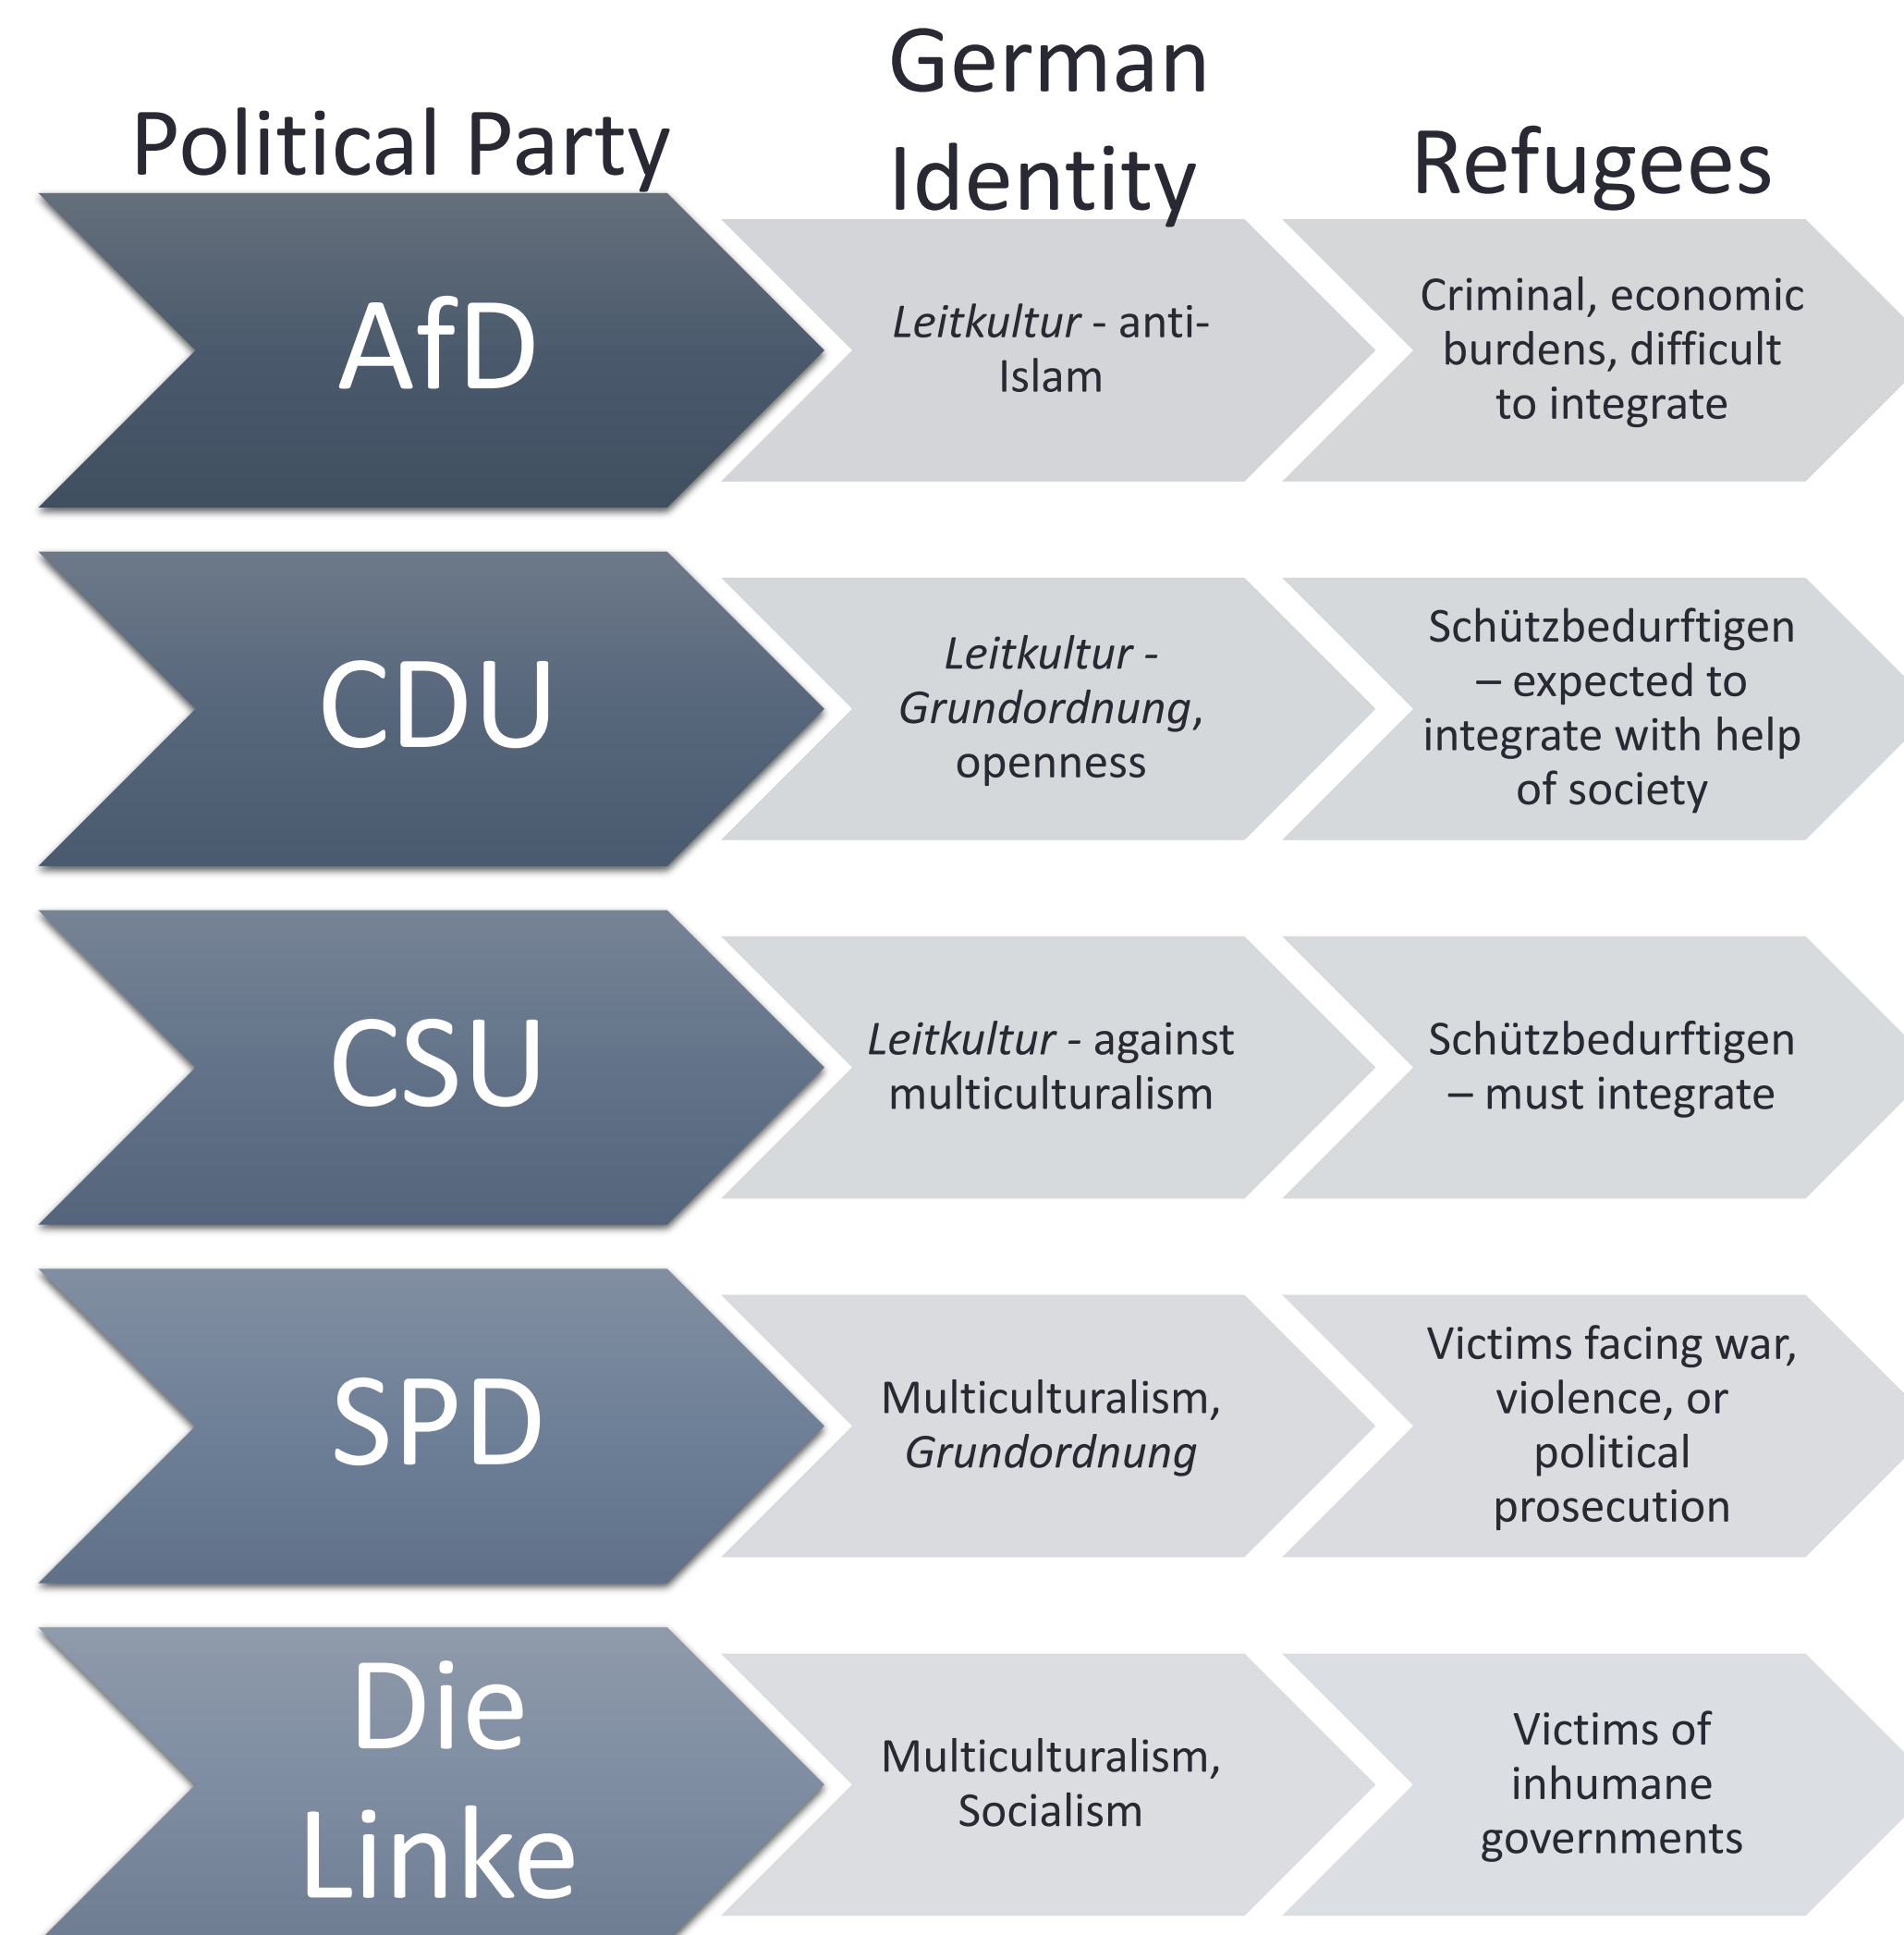 Political Party
German
Identity
Refugees
AfD
Leitkultur - anti-
Islam
Criminal, economic
burdens, difficult
to integrate
CDU
Leitkultur -
Grundordnung,
openness
Schützbedurftigen
– expected to
integrate with help
of society
CSU
Leitkultur - against
multiculturalism
Schützbedurftigen
– must integrate
SPD
Multiculturalism,
Grundordnung
Victims facing war,
violence, or
political
prosecution
Die
Linke
Multiculturalism,
Socialism
Victims of
inhumane
governments